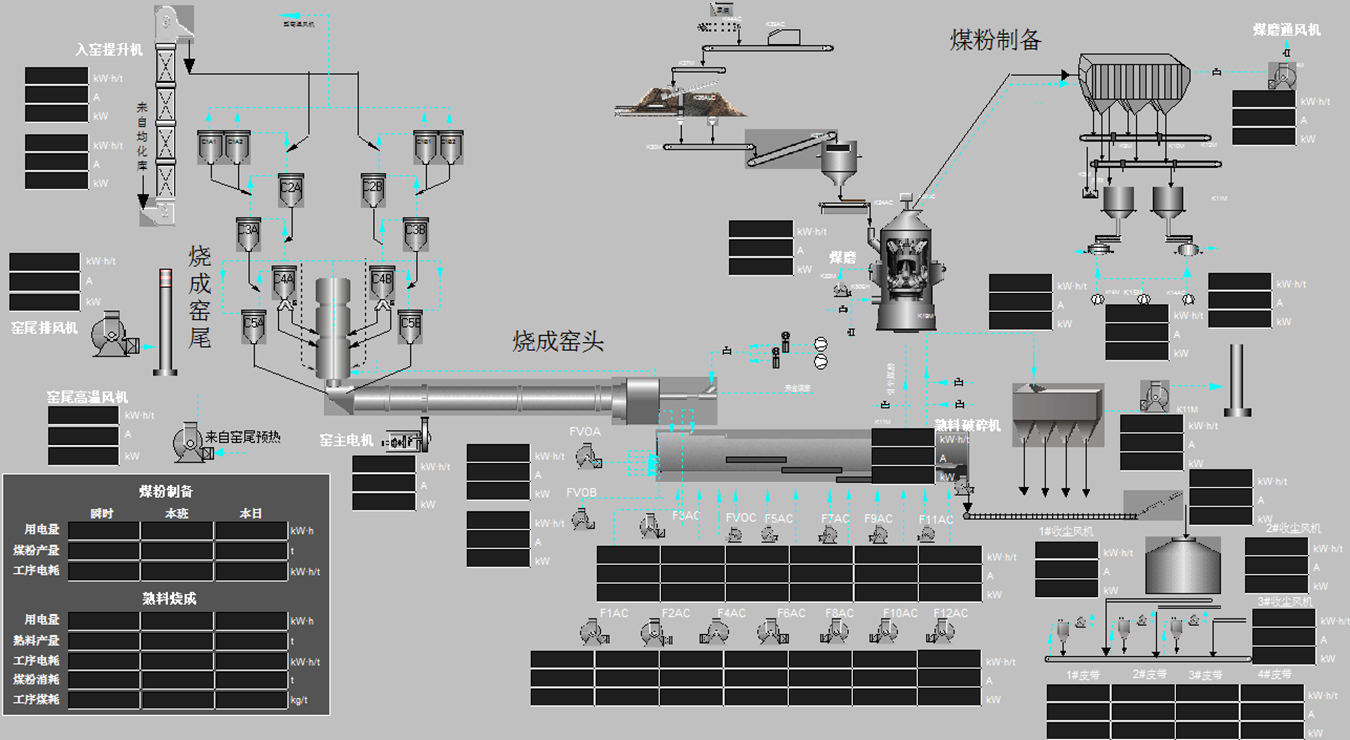 入窑提升机
kW·h/t
A
kW
kW·h/t
A
kW
来自均化库
C1A1
C1A2
C1B1
C1B2
C2A
C2B
C3A
C3B
C4A
C4B
C5A
C5B
烧成窑尾
kW·h/t
A
kW
窑尾排风机
窑尾高温风机
kW·h/t
A
kW
来自窑尾预热
窑主电机
kW·h/t
A
kW
烧成窑头
煤粉制备
煤磨通风机
kW·h/t
A
kW
煤磨
kW·h/t
A
kW
kW·h/t
A
kW
kW·h/t
A
kW
kW·h/t
A
kW
K11M
kW·h/t
A
kW
熟料破碎机
kW·h/t
A
kW
FVOA
FVOB
kW·h/t
A
kW
kW·h/t
A
kW
F3AC
FVOC
F5AC
F7AC
F9AC
F11AC
kW·h/t
A
kW
F1AC
F2AC
F4AC
F6AC
F8AC
F10AC
F12AC
kW·h/t
A
kW
kW·h/t
A
kW
1#收尘风机
kW·h/t
A
kW
2#收尘风机
kW·h/t
A
kW
3#收尘风机
kW·h/t
A
kW
1#皮带
2#皮带
3#皮带
4#皮带
kW·h/t
A
kW
煤粉制备
瞬时 本班 本日
用电量 kW·h
煤粉产量 t
工序电耗 kW·h/t
熟料烧成
用电量 kW·h
熟料产量 t
工序电耗 kW·h/t
煤粉消耗 t
工序煤耗 kg/t